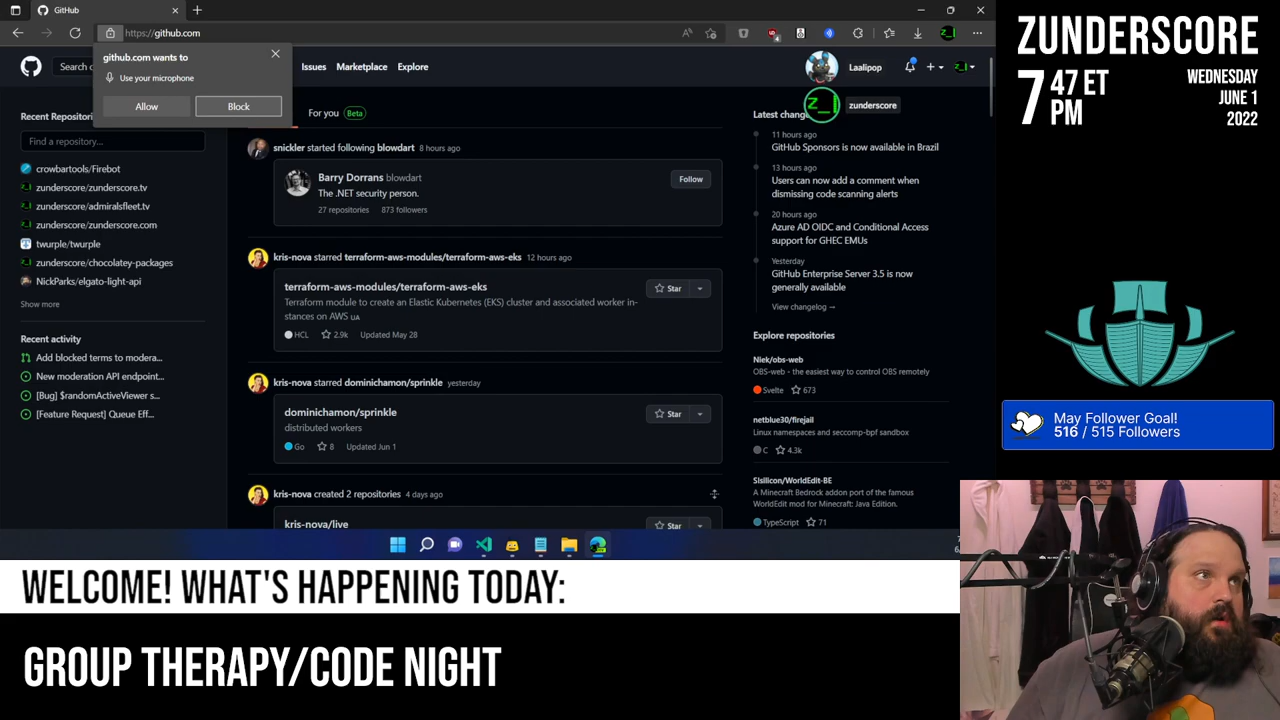 GitHub
https://github.com
github.com wants to
Use your microphone
Allow
Block
Search o
Issues
Marketplace
Explore
Laalipop
zunderscore
Recent Repositori
Find a repository...
crowbartools/Firebot
zunderscore/zunderscore.tv
zunderscore/admiralsfleet.tv
zunderscore/zunderscore.com
twurple/twurple
zunderscore/chocolatey-packages
NickParks/elgato-light-api
Show more
Recent activity
Add blocked terms to modera...
New moderation API endpoint...
[Bug] $randomActiveViewer s...
[Feature Request] Queue Eff...
For you Beta
snickler started following blowdart 8 hours ago
Barry Dorrans blowdart
The .NET security person.
27 repositories 873 followers
Follow
kris-nova starred terraform-aws-modules/terraform-aws-eks 12 hours ago
terraform-aws-modules/terraform-aws-eks
Terraform module to create an Elastic Kubernetes (EKS) cluster and associated worker in-
stances on AWS UA
HCL 2.9k Updated May 28
Star
kris-nova starred dominichamon/sprinkle yesterday
dominichamon/sprinkle
distributed workers
Go 8 Updated Jun 1
Star
kris-nova created 2 repositories 4 days ago
kris-nova/live
Star
Latest change
11 hours ago
GitHub Sponsors is now available in Brazil
13 hours ago
Users can now add a comment when
dismissing code scanning alerts
20 hours ago
Azure AD OIDC and Conditional Access
support for GHEC EMUs
Yesterday
GitHub Enterprise Server 3.5 is now
generally available
View changelog →
Explore repositories
Niek/obs-web
OBS-web - the easiest way to control OBS remotely
Svelte 673
netblue30/firejail
Linux namespaces and seccomp-bpf sandbox
C 4.3k
SIsilicon/WorldEdit-BE
A Minecraft Bedrock addon port of the famous
WorldEdit mod for Minecraft: Java Edition.
TypeScript 71
ZUNDERSCORE
7 47 ET
PM
WEDNESDAY
JUNE 1
2022
May Follower Goal!
516 / 515 Followers
WELCOME! WHAT'S HAPPENING TODAY:
GROUP THERAPY/CODE NIGHT